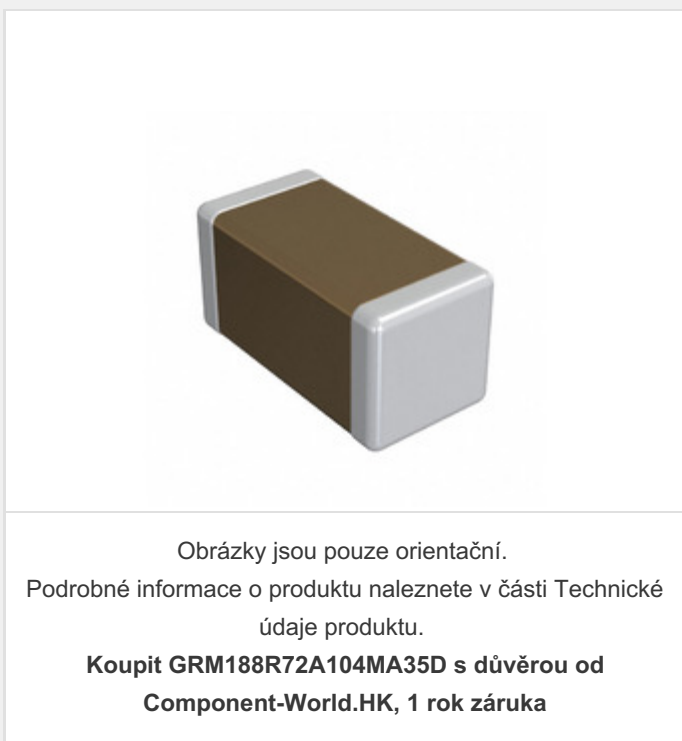 Obrázky jsou pouze orientační.
Podrobné informace o produktu naleznete v části Technické
údaje produktu.
Koupit GRM188R72A104MA35D s důvěrou od
Component-World.HK, 1 rok záruka